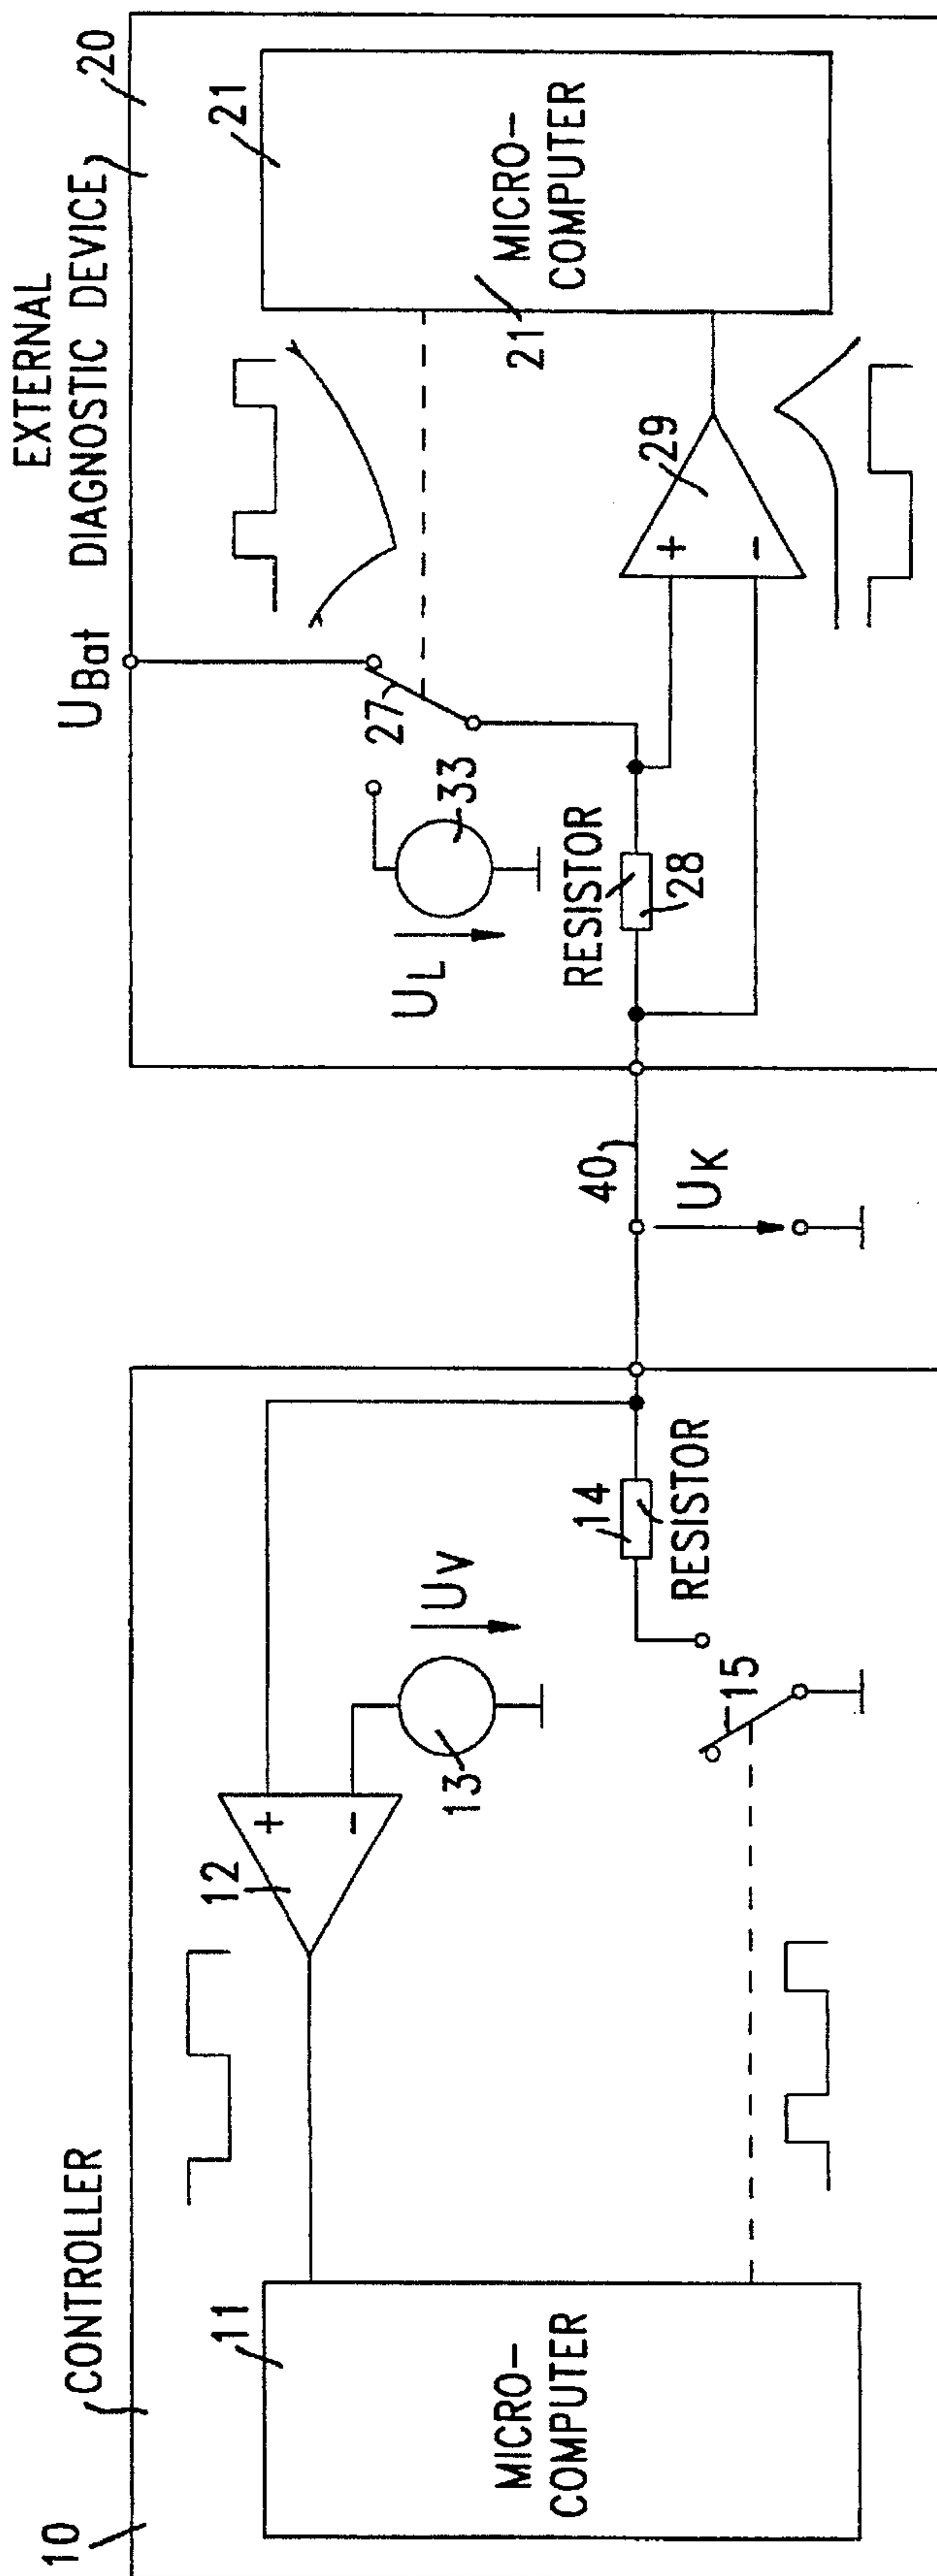 10
CONTROLLER
11
MICRO-
COMPUTER
12
+
-
13
UV
14
RESISTOR
15
40
UK
EXTERNAL
DIAGNOSTIC DEVICE
20
UBat
21
MICRO-
COMPUTER
21
27
33
UL
RESISTOR
28
29
+
-